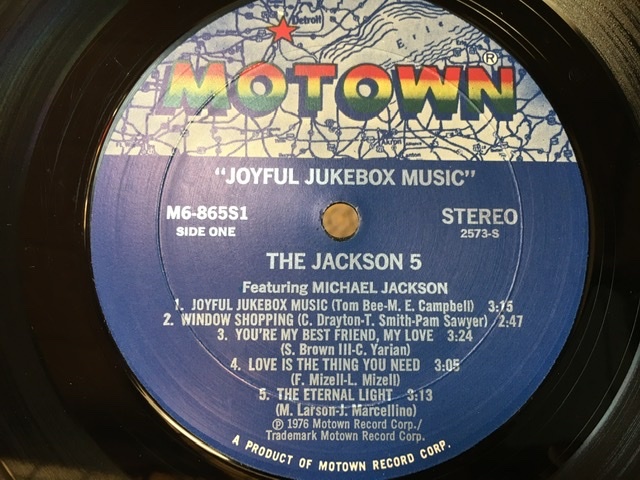 Detroit
Erie
MOTOWN®
Akron
"JOYFUL JUKEBOX MUSIC"
M6-865S1
SIDE ONE
STEREO
2573-S
THE JACKSON 5
Featuring MICHAEL JACKSON
1. JOYFUL JUKEBOX MUSIC (Tom Bee-M. E. Campbell) 3:15
2. WINDOW SHOPPING (C. Drayton-T. Smith-Pam Sawyer) 2:47
3. YOU'RE MY BEST FRIEND, MY LOVE 3:24
(S. Brown III-C. Yarian)
4. LOVE IS THE THING YOU NEED 3:05
(F. Mizell-L. Mizell)
5. THE ETERNAL LIGHT 3:13
(M. Larson-J. Marcellino)
℗ 1976 Motown Record Corp./
Trademark Motown Record Corp.
A PRODUCT OF MOTOWN RECORD CORP.